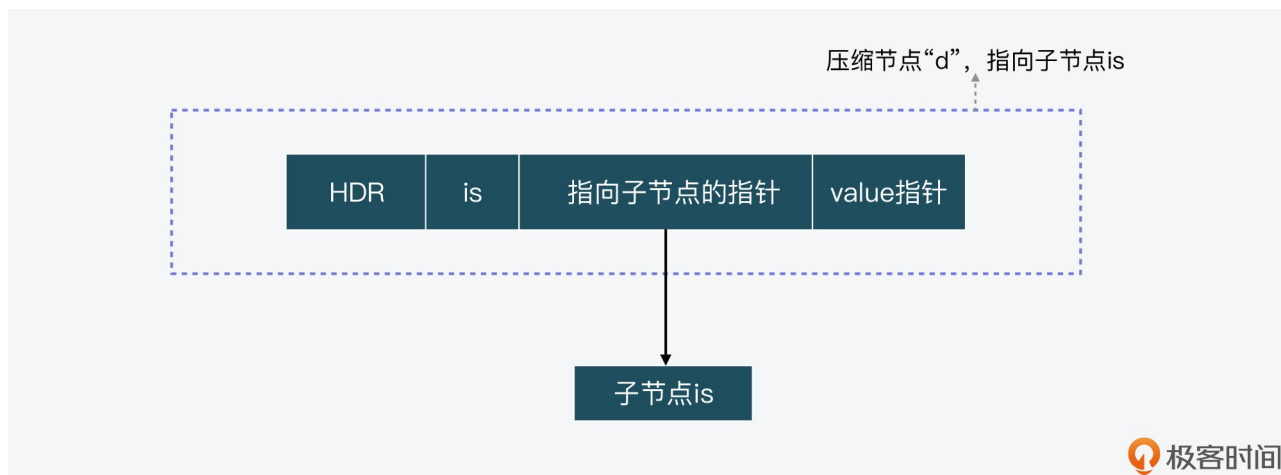 压缩节点“d”，指向子节点is
HDR
is
指向子节点的指针
value指针
子节点is
极客时间